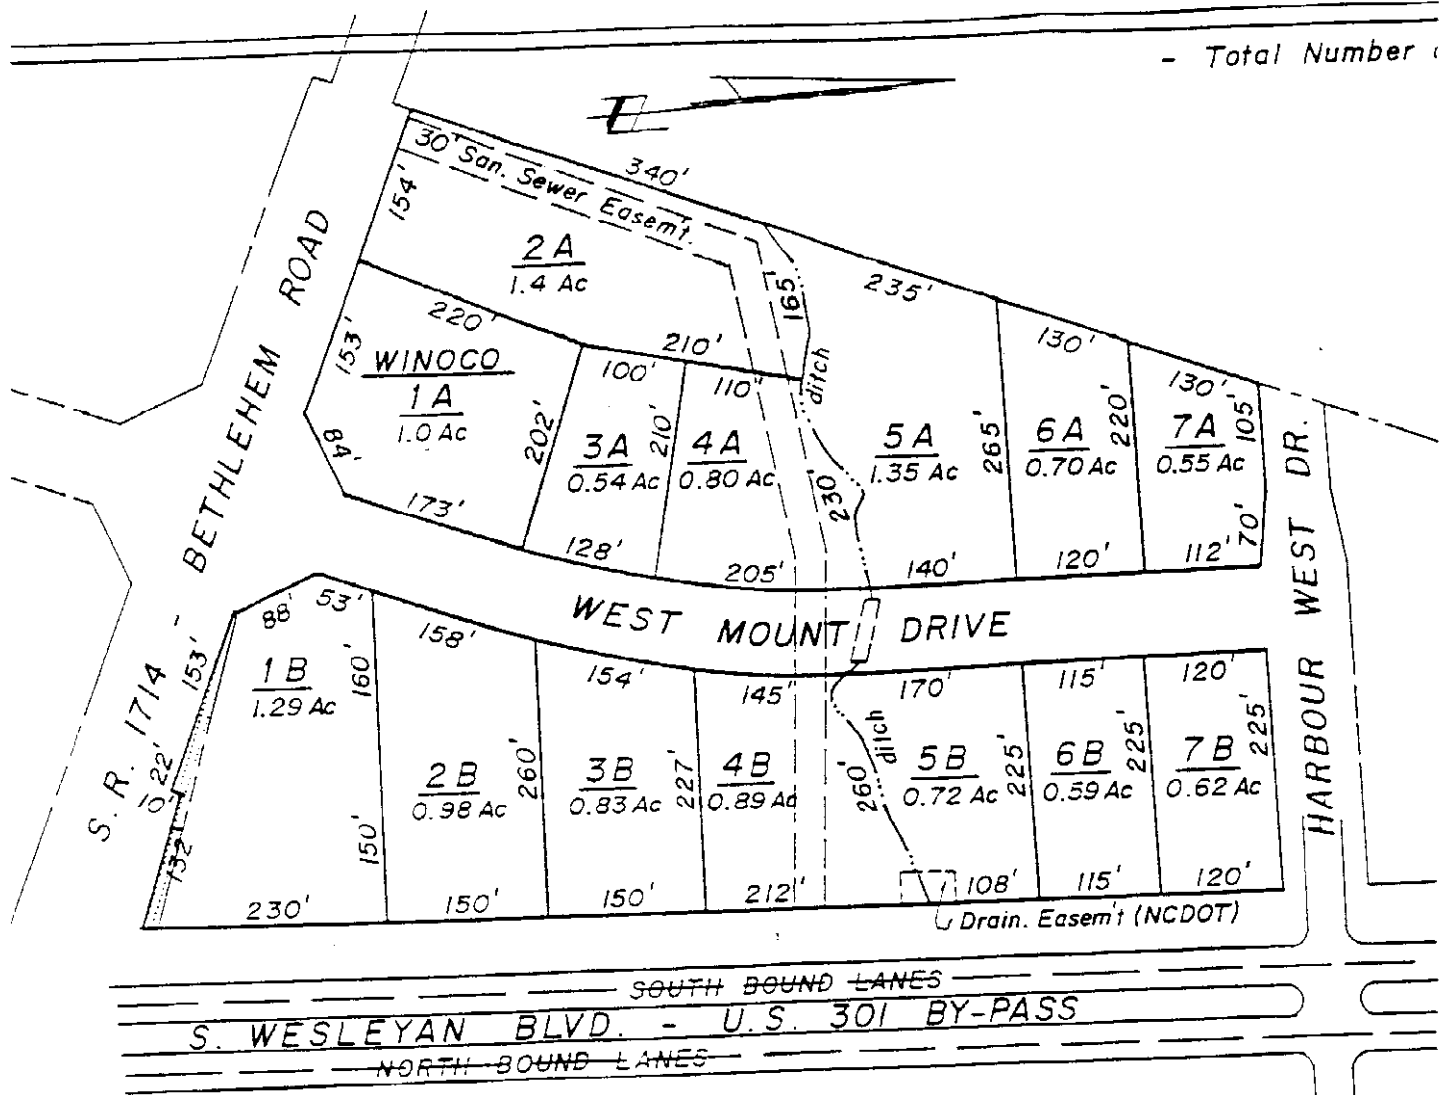 - Total Number
30' San. Sewer Easem't.
340'
154'
2A
1.4 Ac
165'
235'
BETHLEHEM ROAD
S. R. 1714 -
220'
210'
153'
WINOCO
1A
1.0 Ac
84'
173'
202'
100'
3A
0.54 Ac
210'
128'
110'
4A
0.80 Ac
205'
ditch
230'
5A
1.35 Ac
265'
140'
130'
6A
0.70 Ac
220'
120'
130'
7A
0.55 Ac
105'
70'
112'
HARBOUR WEST DR.
WEST MOUNT DRIVE
88'
53'
153'
1B
1.29 Ac
160'
22'
10'
132'
150'
230'
158'
2B
0.98 Ac
260'
150'
154'
3B
0.83 Ac
227'
150'
145'
4B
0.89 Ac
212'
260'
ditch
170'
5B
0.72 Ac
225'
108'
115'
6B
0.59 Ac
225'
115'
120'
7B
0.62 Ac
225'
120'
Drain. Easem't (NCDOT)
SOUTH BOUND LANES
S. WESLEYAN BLVD. - U.S. 301 BY-PASS
NORTH BOUND LANES